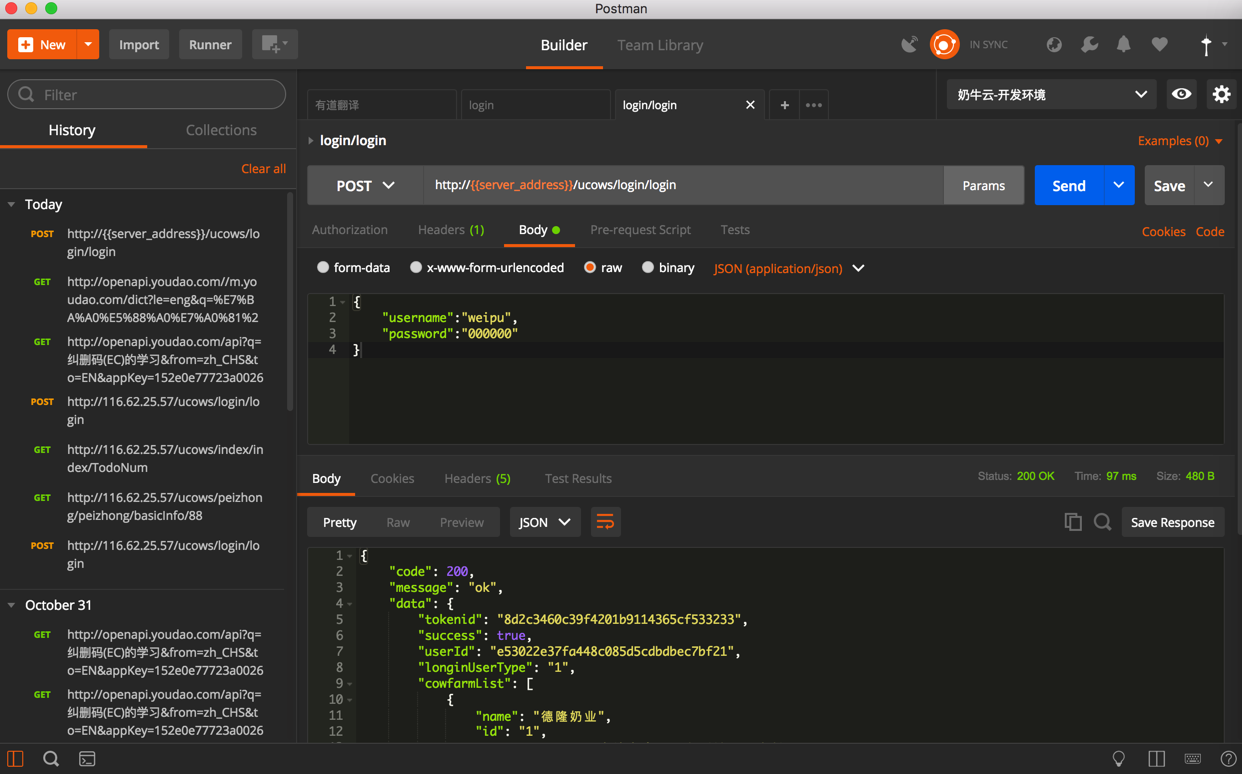 Postman
New
Import
Runner
Builder
Team Library
IN SYNC
Filter
History
Collections
Clear all
Today
POST http://{{server_address}}/ucows/lo
gin/login
GET http://openapi.youdao.com//m.yo
udao.com/dict?le=eng&q=%E7%B
A%A0%E5%88%A0%E7%A0%81%2
GET http://openapi.youdao.com/api?q=
纠删码(EC)的学习&from=zh_CHS&t
o=EN&appKey=152e0e77723a0026
POST http://116.62.25.57/ucows/login/lo
gin
GET http://116.62.25.57/ucows/index/in
dex/TodoNum
GET http://116.62.25.57/ucows/peizhon
g/peizhong/basicInfo/88
POST http://116.62.25.57/ucows/login/lo
gin
October 31
GET http://openapi.youdao.com/api?q=
纠删码(EC)的学习&from=zh_CHS&t
o=EN&appKey=152e0e77723a0026
GET http://openapi.youdao.com/api?q=
纠删码(EC)的学习&from=zh_CHS&t
o=EN&appKey=152e0e77723a0026
有道翻译
login
login/login
奶牛云-开发环境
login/login
Examples (0)
POST
http://{{server_address}}/ucows/login/login
Params
Send
Save
Authorization
Headers (1)
Body
Pre-request Script
Tests
Cookies
Code
form-data
x-www-form-urlencoded
raw
binary
JSON (application/json)
1 {
2 "username":"weipu",
3 "password":"000000"
4 }
Body
Cookies
Headers (5)
Test Results
Status: 200 OK
Time: 97 ms
Size: 480 B
Pretty
Raw
Preview
JSON
Save Response
1 {
2 "code": 200,
3 "message": "ok",
4 "data": {
5 "tokenid": "8d2c3460c39f4201b9114365cf533233",
6 "success": true,
7 "userId": "e53022e37fa448c085d5cdbdbec7bf21",
8 "longinUserType": "1",
9 "cowfarmList": [
10 {
11 "name": "德隆奶业",
12 "id": "1",